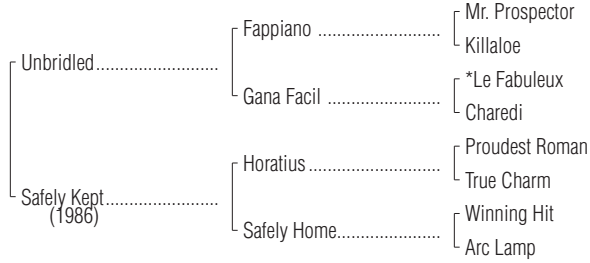 Mr. Prospector
Fappiano ....................
Killaloe
Unbridled.........................
*Le Fabuleux
Gana Facil .......................
Charedi
Proudest Roman
Horatius...........................
True Charm
Safely Kept.......................
(1986)
Winning Hit
Safely Home.....................
Arc Lamp